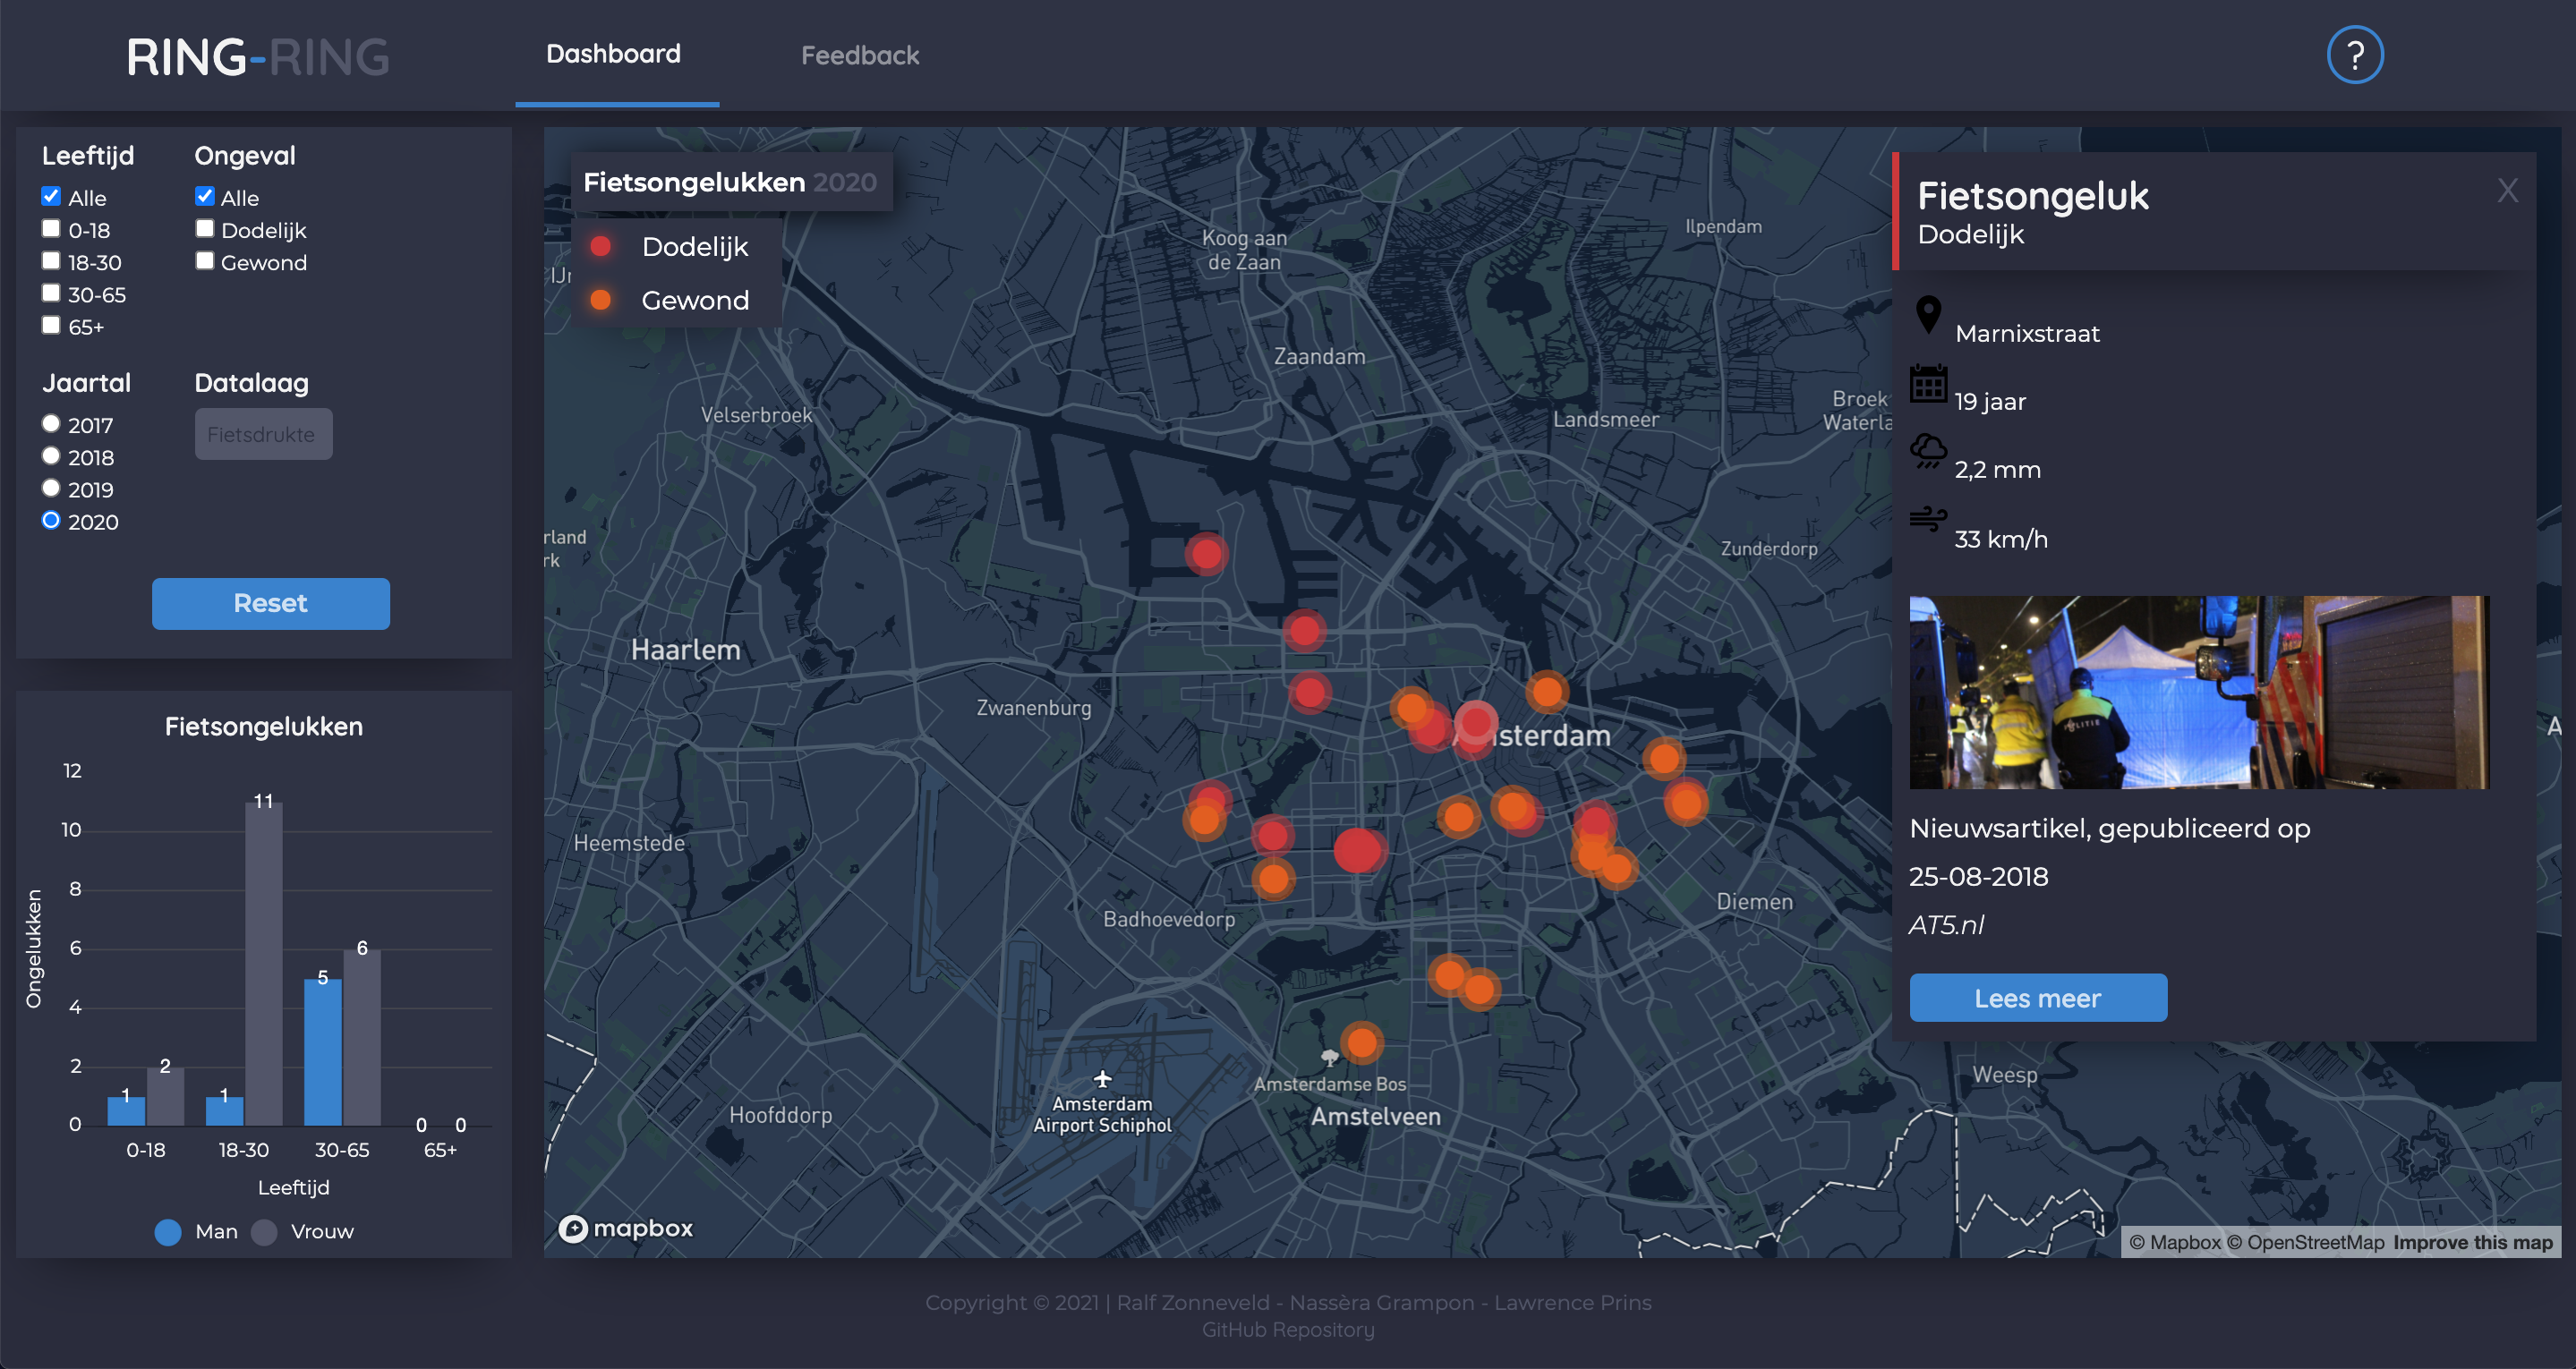 RING-RING
Dashboard
Feedback
?
Leeftijd
Alle
0-18
18-30
30-65
65+
Ongeval
Alle
Dodelijk
Gewond
Jaartal
2017
2018
2019
2020
Datalaag
Fietsdrukte
Reset
Fietsongelukken
12
10
8
6
4
2
0
Ongelukken
1
2
1
11
5
6
0
0
0-18
18-30
30-65
65+
Leeftijd
Man
Vrouw
Fietsongelukken 2020
Dodelijk
Gewond
Koog aan
de Zaan
Ilpendam
Zaandam
Velserbroek
Landsmeer
Broek
rland
rk
Zunderdorp
Haarlem
Zwanenburg
msterdam
Heemstede
Badhoevedorp
Diemen
Amsterdamse Bos
Amstelveen
Amsterdam
Airport Schiphol
Hoofddorp
Weesp
mapbox
© Mapbox © OpenStreetMap Improve this map
Fietsongeluk
X
Dodelijk
Marnixstraat
19 jaar
2,2 mm
33 km/h
POLITIE
Nieuwsartikel, gepubliceerd op
25-08-2018
AT5.nl
Lees meer
Copyright © 2021 | Ralf Zonneveld - Nassèra Grampon - Lawrence Prins
GitHub Repository